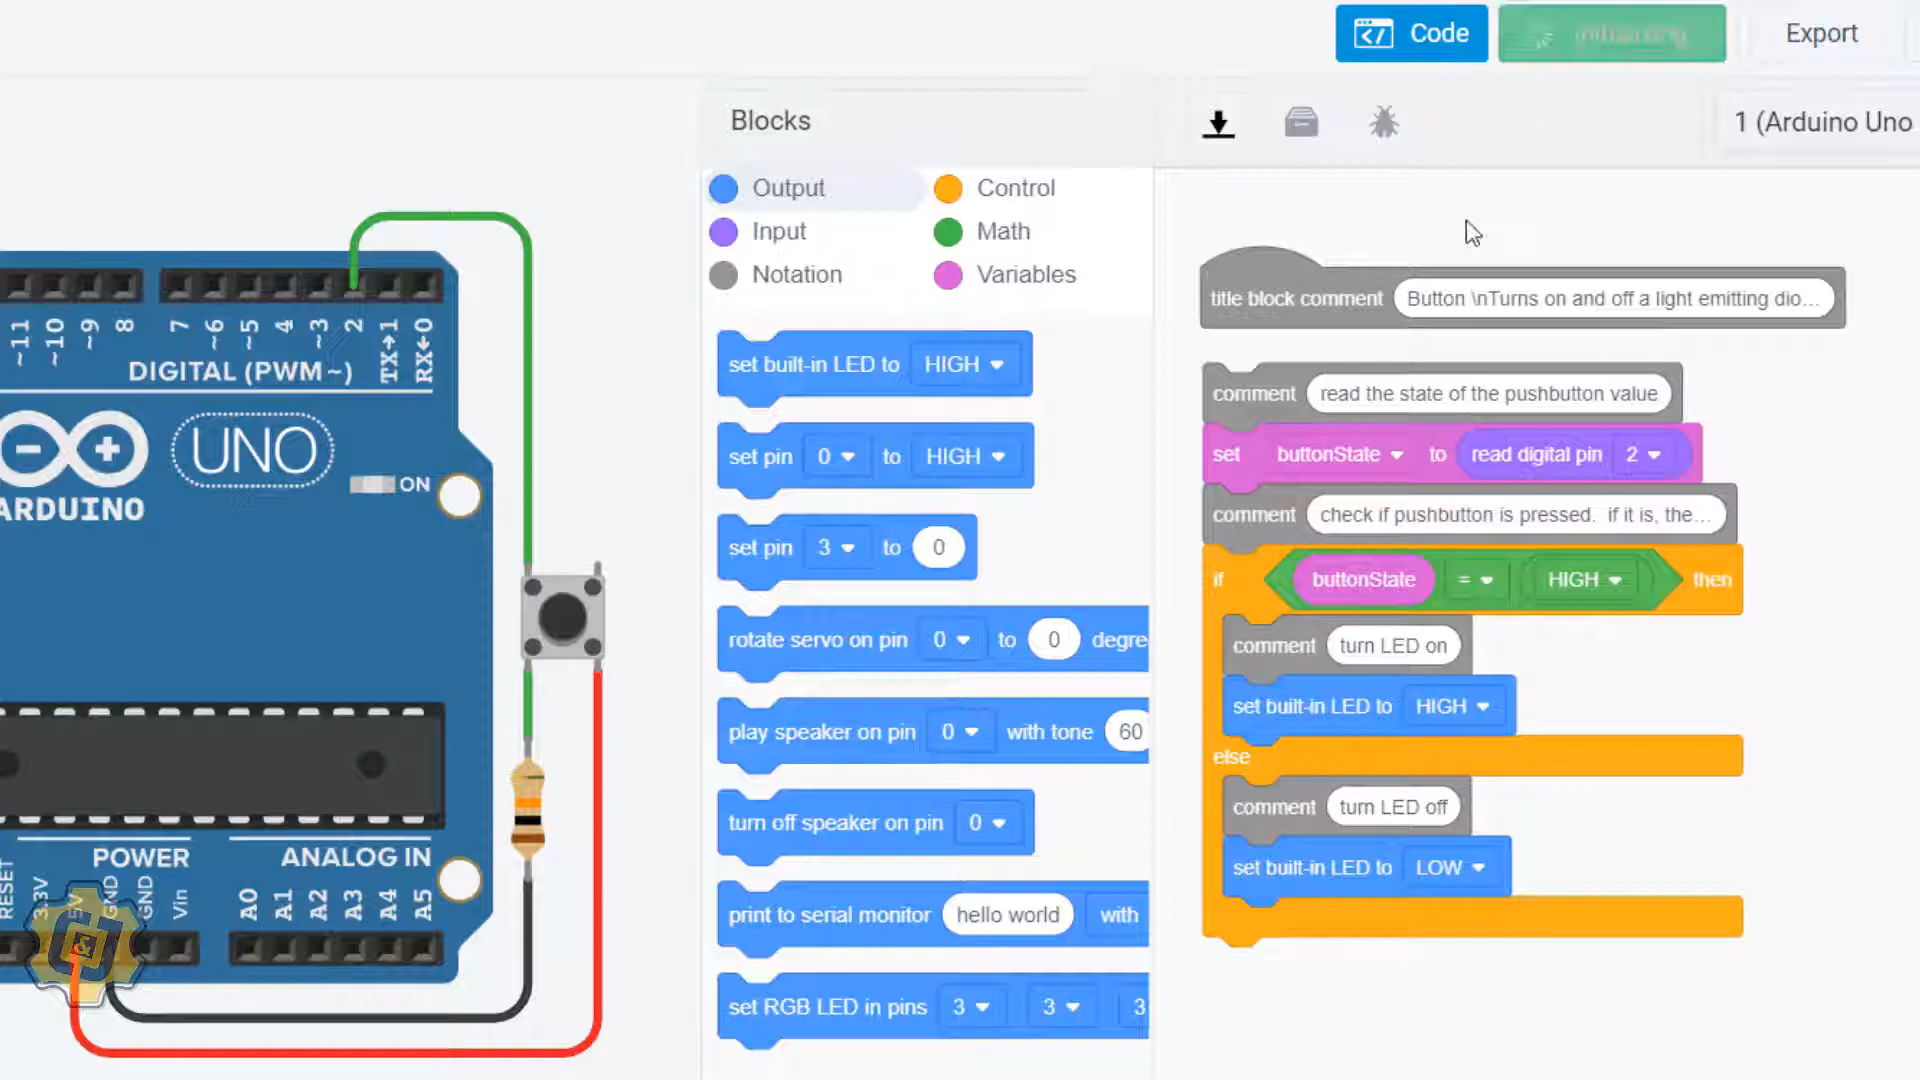 Code
Initializing
Export
Blocks
1 (Arduino Uno
Output
Control
Input
Math
Notation
Variables
set built-in LED to HIGH
set pin 0 to HIGH
set pin 3 to 0
rotate servo on pin 0 to 0 degre
play speaker on pin 0 with tone 60
turn off speaker on pin 0
print to serial monitor hello world with
set RGB LED in pins 3 3 3
title block comment Button \nTurns on and off a light emitting dio...
comment read the state of the pushbutton value
set buttonState to read digital pin 2
comment check if pushbutton is pressed. if it is, the...
if buttonState = HIGH then
comment turn LED on
set built-in LED to HIGH
else
comment turn LED off
set built-in LED to LOW
~11 ~10 ~9 8 7 ~6 ~5 4 ~3 2 TX→1 RX←0
DIGITAL (PWM~)
UNO
ON
ARDUINO
POWER
ANALOG IN
RESET 3.3V 5V GND GND Vin A0 A1 A2 A3 A4 A5